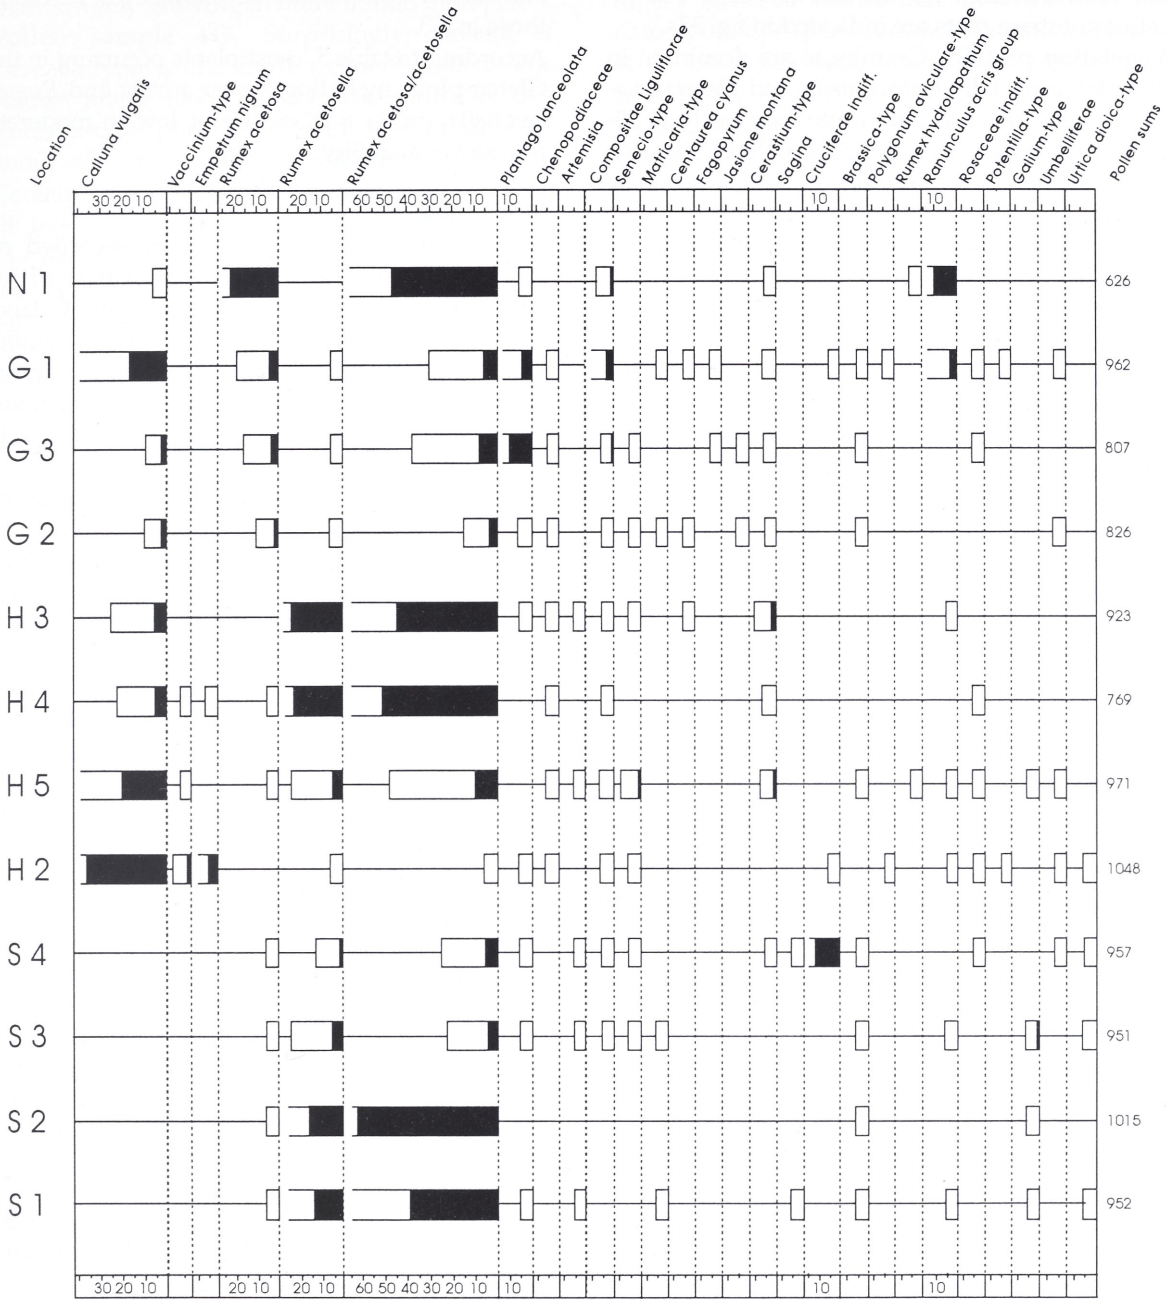 Location
Calluna vulgaris
Vaccinium-type
Empetrum nigrum
Rumex acetosa
Rumex acetosella
Rumex acetosa/acetosella
Plantago lanceolata
Chenopodiaceae
Artemisia
Compositae Liguliflorae
Senecio-type
Matricaria-type
Centaurea cyanus
Fagopyrum
Jasione montana
Cerastium-type
Sagina
Cruciferae indiff.
Brassica-type
Polygonum aviculare-type
Rumex hydrolapathum
Ranunculus acris group
Rosaceae indiff.
Potentilla-type
Galium-type
Umbelliferae
Urtica dioica-type
Pollen sums
30 20 10 20 10 20 10 60 50 40 30 20 10 10 10 10
N 1 626
G 1 962
G 3 807
G 2 826
H 3 923
H 4 769
H 5 971
H 2 1048
S 4 957
S 3 951
S 2 1015
S 1 952
30 20 10 20 10 20 10 60 50 40 30 20 10 10 10 10